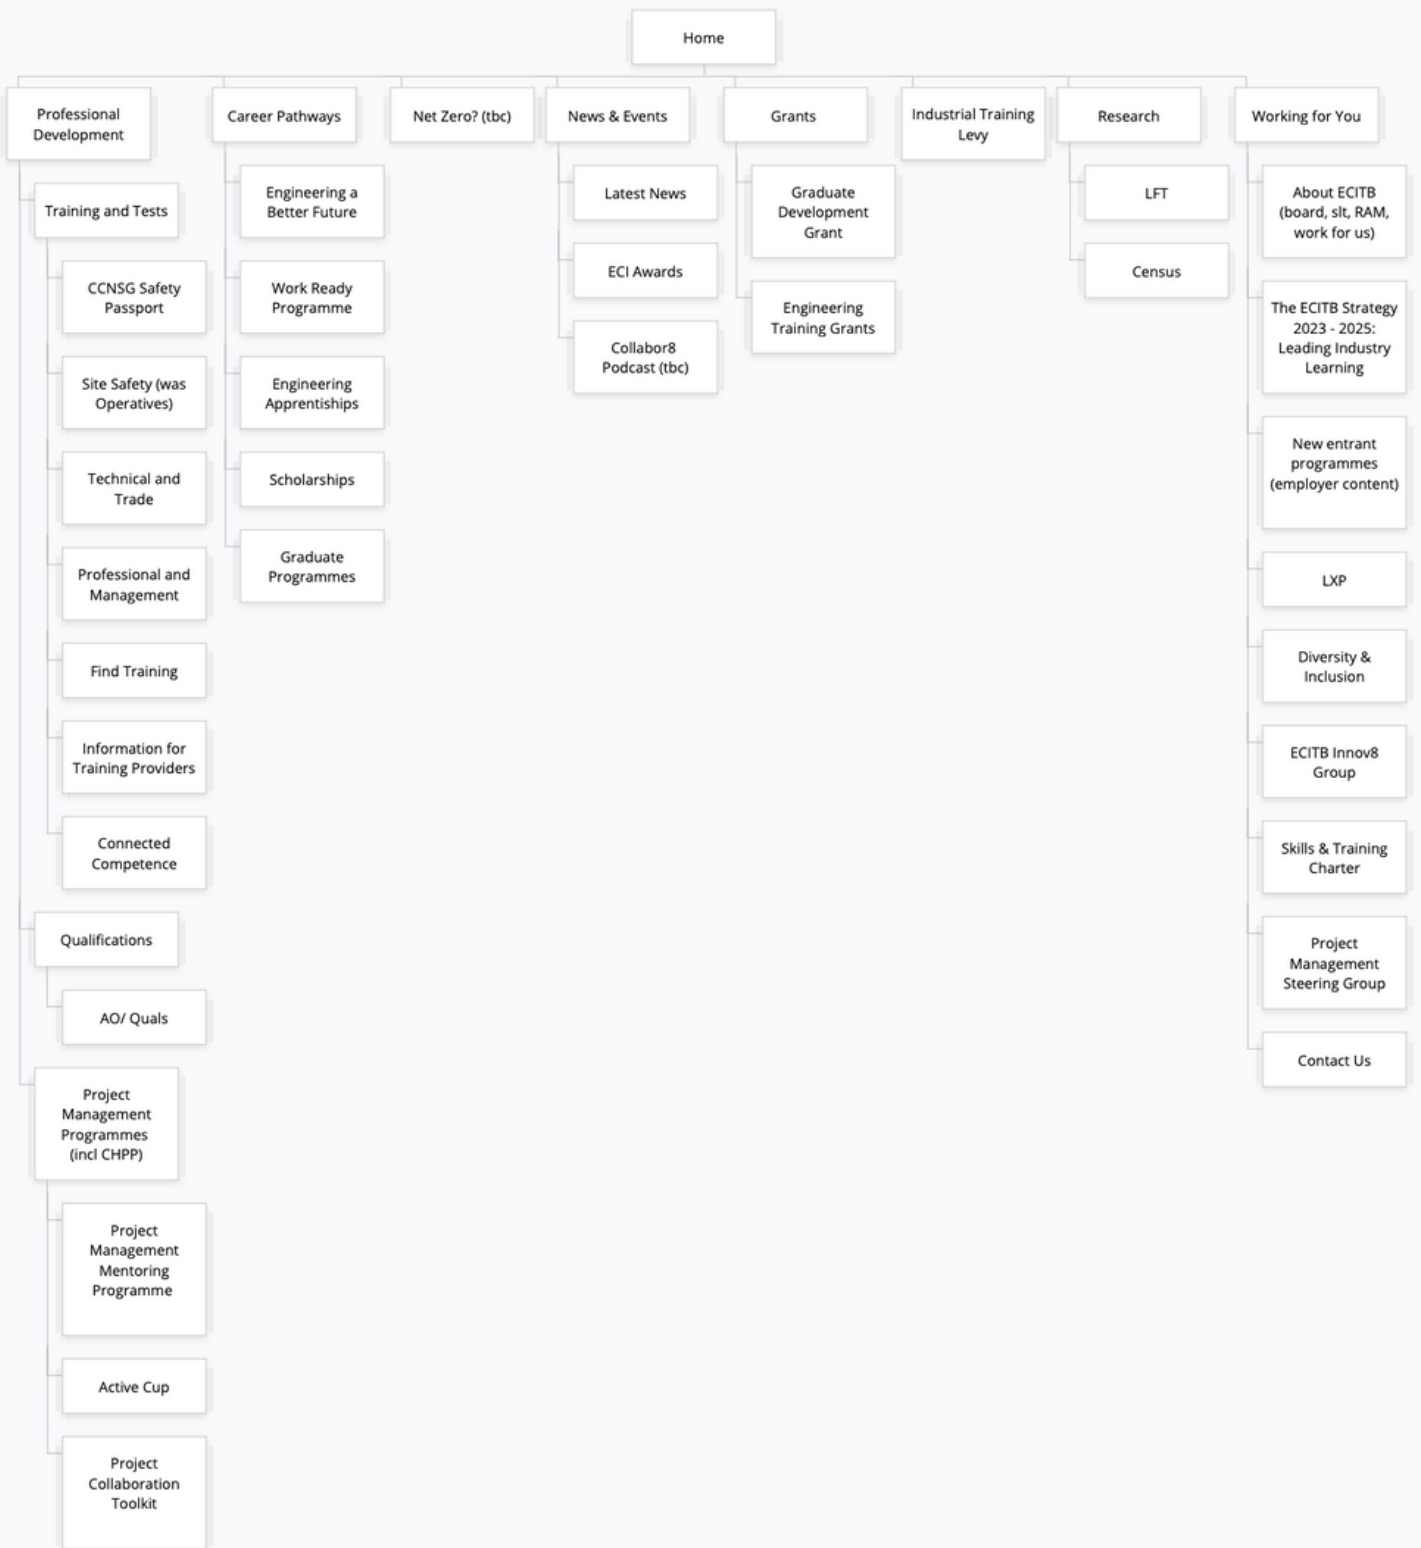 Home
Professional
Development
Career Pathways
Net Zero? (tbc)
News & Events
Grants
Industrial Training
Levy
Research
Working for You
Training and Tests
CCNSG Safety
Passport
Site Safety (was
Operatives)
Technical and
Trade
Professional and
Management
Find Training
Information for
Training Providers
Connected
Competence
Qualifications
AO/ Quals
Project
Management
Programmes
(incl CHPP)
Project
Management
Mentoring
Programme
Active Cup
Project
Collaboration
Toolkit
Engineering a
Better Future
Work Ready
Programme
Engineering
Apprentiships
Scholarships
Graduate
Programmes
Latest News
ECI Awards
Collabor8
Podcast (tbc)
Graduate
Development
Grant
Engineering
Training Grants
LFT
Census
About ECITB
(board, slt, RAM,
work for us)
The ECITB Strategy
2023 - 2025:
Leading Industry
Learning
New entrant
programmes
(employer content)
LXP
Diversity &
Inclusion
ECITB Innov8
Group
Skills & Training
Charter
Project
Management
Steering Group
Contact Us